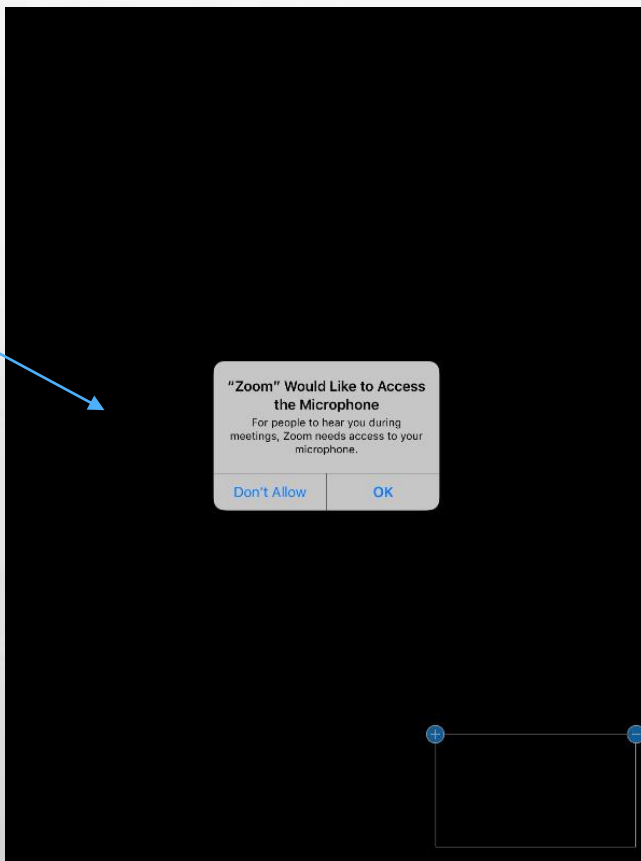 “Zoom” Would Like to Access
the Microphone
For people to hear you during
meetings, Zoom needs access to your
microphone.
Don't Allow
OK